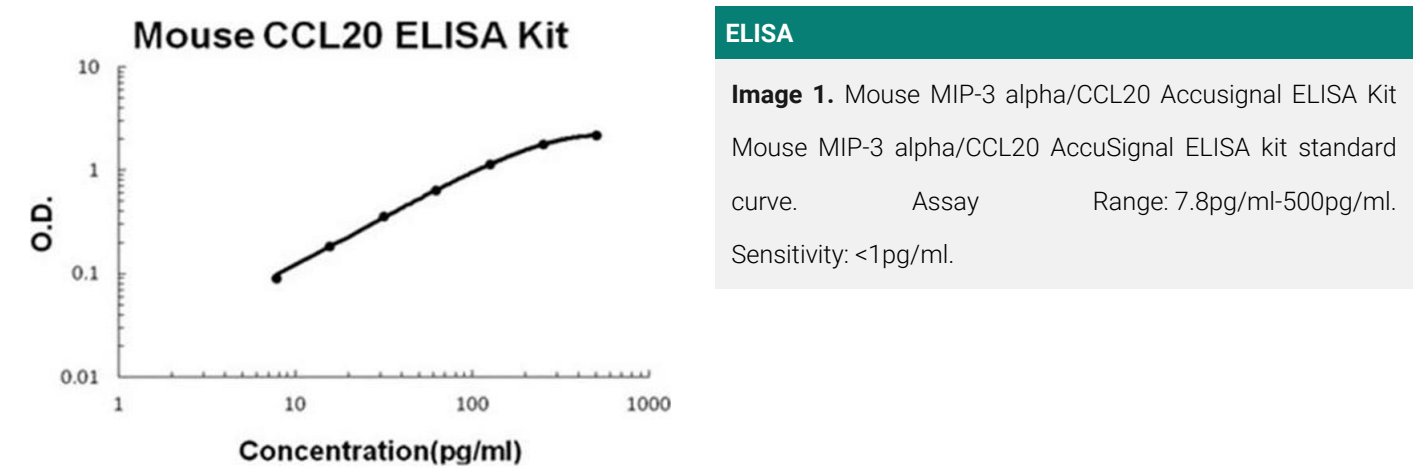 Mouse CCL20 ELISA Kit
10
1
0.1
0.01
O.D.
1 10 100 1000
Concentration(pg/ml)
ELISA
Image 1. Mouse MIP-3 alpha/CCL20 Accusignal ELISA Kit
Mouse MIP-3 alpha/CCL20 AccuSignal ELISA kit standard
curve. Assay Range: 7.8pg/ml-500pg/ml.
Sensitivity: <1pg/ml.